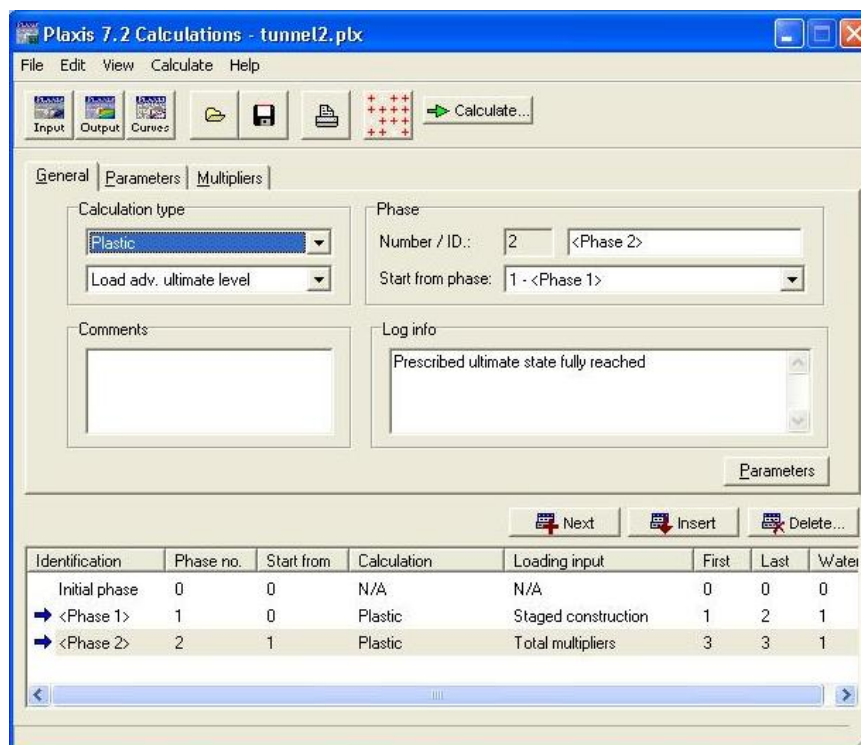 Plaxis 7.2 Calculations - tunnel2.plx
File Edit View Calculate Help
Input Output Curves Calculate...
General Parameters Multipliers
Calculation type
Plastic
Load adv. ultimate level
Phase
Number / ID.: 2 <Phase 2>
Start from phase: 1 - <Phase 1>
Comments
Log info
Prescribed ultimate state fully reached
Parameters
Next Insert Delete...
Identification Phase no. Start from Calculation Loading input First Last Water
Initial phase 0 0 N/A N/A 0 0 0
<Phase 1> 1 0 Plastic Staged construction 1 2 1
<Phase 2> 2 1 Plastic Total multipliers 3 3 1